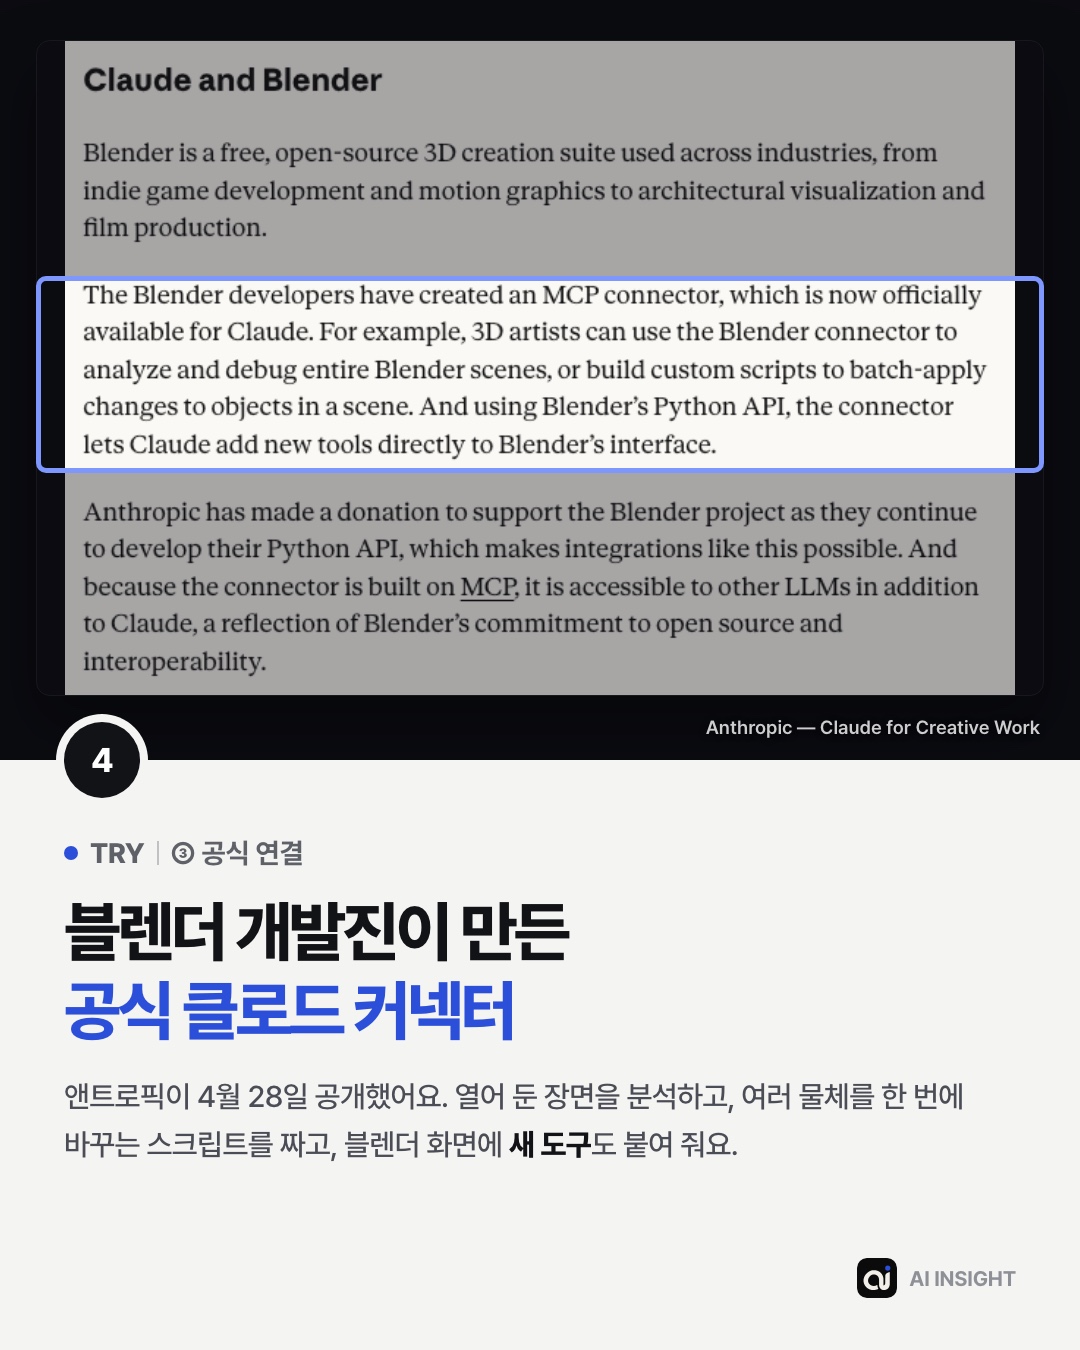 Claude and Blender
Blender is a free, open-source 3D creation suite used across industries, from
indie game development and motion graphics to architectural visualization and
film production.
The Blender developers have created an MCP connector, which is now officially
available for Claude. For example, 3D artists can use the Blender connector to
analyze and debug entire Blender scenes, or build custom scripts to batch-apply
changes to objects in a scene. And using Blender’s Python API, the connector
lets Claude add new tools directly to Blender’s interface.
Anthropic has made a donation to support the Blender project as they continue
to develop their Python API, which makes integrations like this possible. And
because the connector is built on MCP, it is accessible to other LLMs in addition
to Claude, a reflection of Blender’s commitment to open source and
interoperability.
Anthropic — Claude for Creative Work
4
TRY | ③ 공식 연결
블렌더 개발진이 만든
공식 클로드 커넥터
앤트로픽이 4월 28일 공개했어요. 열어 둔 장면을 분석하고, 여러 물체를 한 번에
바꾸는 스크립트를 짜고, 블렌더 화면에 새 도구도 붙여 줘요.
ai AI INSIGHT